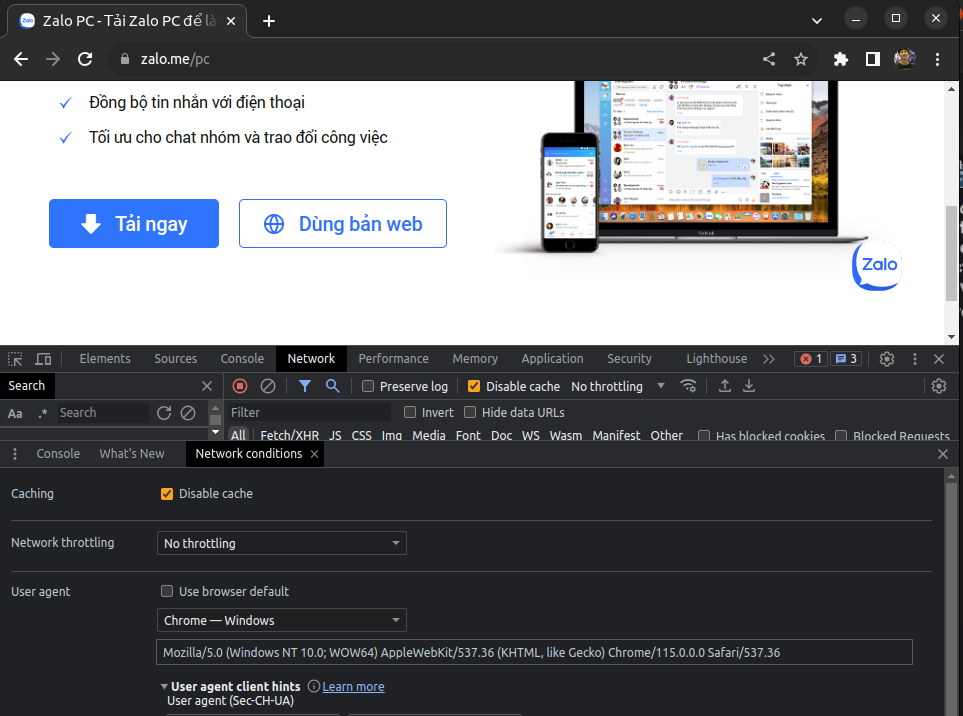 Zalo PC - Tải Zalo PC để là
zalo.me/pc
Đồng bộ tin nhắn với điện thoại
Tối ưu cho chat nhóm và trao đổi công việc
Tải ngay
Dùng bản web
Zalo
Elements Sources Console Network Performance Memory Application Security Lighthouse 1 3
Search
Preserve log Disable cache No throttling
Aa .* Search
Filter Invert Hide data URLs
All Fetch/XHR JS CSS Img Media Font Doc WS Wasm Manifest Other Has blocked cookies Blocked Requests
Console What's New Network conditions
Caching Disable cache
Network throttling No throttling
User agent Use browser default
Chrome — Windows
Mozilla/5.0 (Windows NT 10.0; WOW64) AppleWebKit/537.36 (KHTML, like Gecko) Chrome/115.0.0.0 Safari/537.36
User agent client hints Learn more
User agent (Sec-CH-UA)